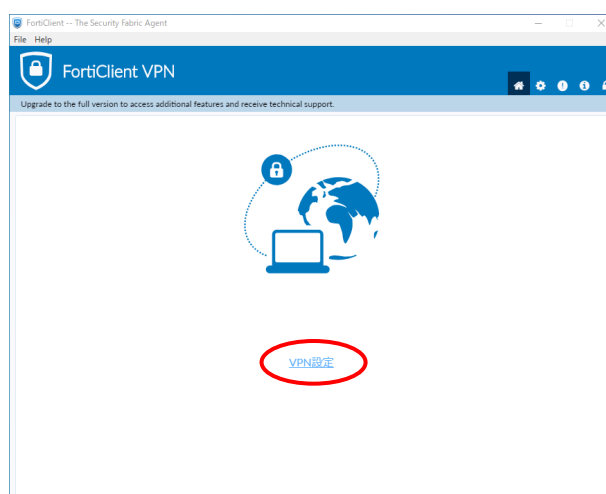 FortiClient -- The Security Fabric Agent
File Help
FortiClient VPN
Upgrade to the full version to access additional features and receive technical support.
VPN設定